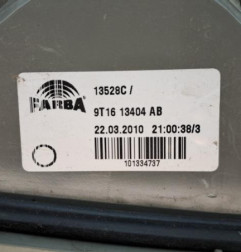 FARBA
13528C /
9T16 13404 AB
22.03.2010 21:00:38/3
101334737